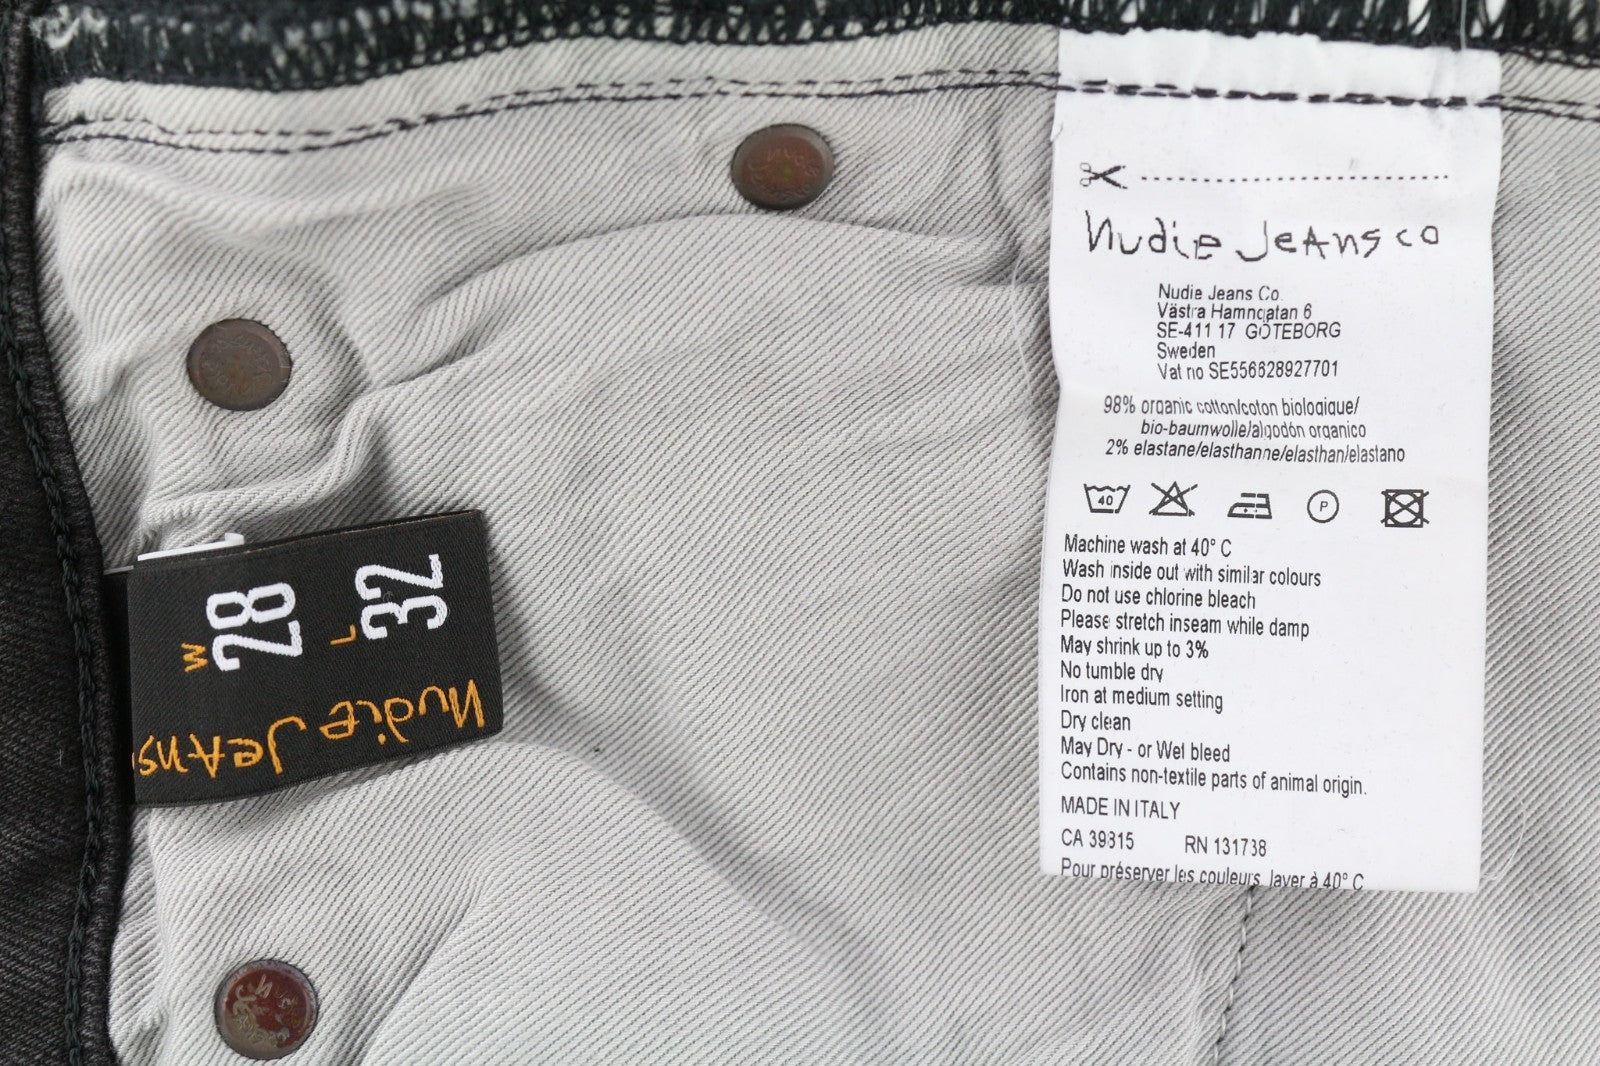 W 28
L 32
Nudie Jeans
Nudie Jeans co
Nudie Jeans Co.
Västra Hamngatan 6
SE-411 17 GÖTEBORG
Sweden
Vat no SE556628927701
98% organic cotton/coton biologique/
bio-baumwolle/algodón organico
2% elastane/elasthanne/elasthan/elastano
40
P
Machine wash at 40° C
Wash inside out with similar colours
Do not use chlorine bleach
Please stretch inseam while damp
May shrink up to 3%
No tumble dry
Iron at medium setting
Dry clean
May Dry - or Wet bleed
Contains non-textile parts of animal origin.
MADE IN ITALY
CA 39815 RN 131738
Pour préserver les couleurs, laver à 40° C